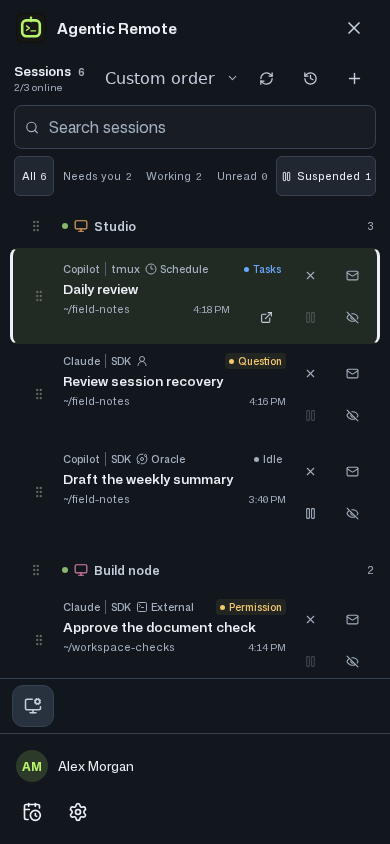 Agentic Remote
Sessions 6
2/3 online
Custom order
Search sessions
All 6
Needs you 2
Working 2
Unread 0
Suspended 1
Studio 3
Copilot | tmux Schedule
Tasks
Daily review
~/field-notes 4:18 PM
Claude | SDK
Question
Review session recovery
~/field-notes 4:16 PM
Copilot | SDK Oracle
Idle
Draft the weekly summary
~/field-notes 3:40 PM
Build node 2
Claude | SDK External
Permission
Approve the document check
~/workspace-checks 4:14 PM
AM Alex Morgan